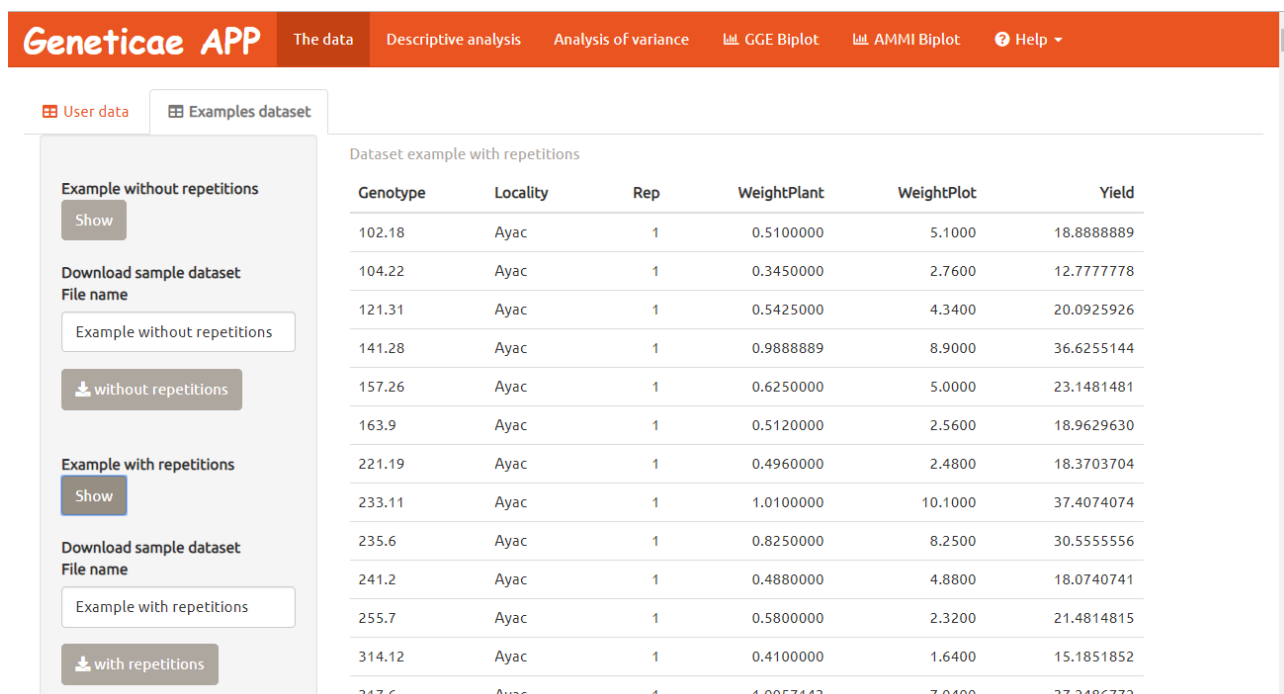 Geneticae APP The data Descriptive analysis Analysis of variance GGE Biplot AMMI Biplot Help
User data Examples dataset
Example without repetitions
Show
Download sample dataset
File name
Example without repetitions
without repetitions
Example with repetitions
Show
Download sample dataset
File name
Example with repetitions
with repetitions
Dataset example with repetitions
Genotype Locality Rep WeightPlant WeightPlot Yield
102.18 Ayac 1 0.5100000 5.1000 18.8888889
104.22 Ayac 1 0.3450000 2.7600 12.7777778
121.31 Ayac 1 0.5425000 4.3400 20.0925926
141.28 Ayac 1 0.9888889 8.9000 36.6255144
157.26 Ayac 1 0.6250000 5.0000 23.1481481
163.9 Ayac 1 0.5120000 2.5600 18.9629630
221.19 Ayac 1 0.4960000 2.4800 18.3703704
233.11 Ayac 1 1.0100000 10.1000 37.4074074
235.6 Ayac 1 0.8250000 8.2500 30.5555556
241.2 Ayac 1 0.4880000 4.8800 18.0740741
255.7 Ayac 1 0.5800000 2.3200 21.4814815
314.12 Ayac 1 0.4100000 1.6400 15.1851852